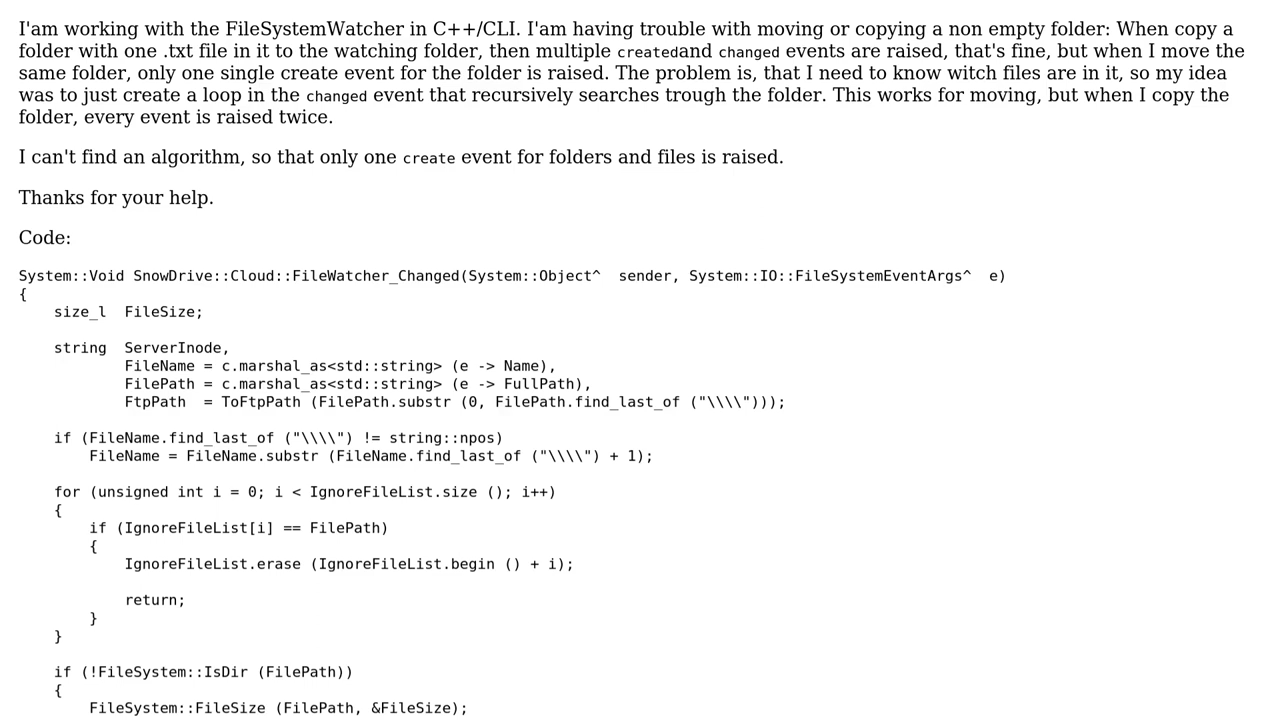 I'am working with the FileSystemWatcher in C++/CLI. I'am having trouble with moving or copying a non empty folder: When copy a
folder with one .txt file in it to the watching folder, then multiple createdand changed events are raised, that's fine, but when I move the
same folder, only one single create event for the folder is raised. The problem is, that I need to know witch files are in it, so my idea
was to just create a loop in the changed event that recursively searches trough the folder. This works for moving, but when I copy the
folder, every event is raised twice.
I can't find an algorithm, so that only one create event for folders and files is raised.
Thanks for your help.
Code:
System::Void SnowDrive::Cloud::FileWatcher_Changed(System::Object^  sender, System::IO::FileSystemEventArgs^  e)
{
    size_l  FileSize;
    string  ServerInode,
            FileName = c.marshal_as<std::string> (e -> Name),
            FilePath = c.marshal_as<std::string> (e -> FullPath),
            FtpPath  = ToFtpPath (FilePath.substr (0, FilePath.find_last_of ("\\\\")));
    if (FileName.find_last_of ("\\\\") != string::npos)
        FileName = FileName.substr (FileName.find_last_of ("\\\\") + 1);
    for (unsigned int i = 0; i < IgnoreFileList.size (); i++)
    {
        if (IgnoreFileList[i] == FilePath)
        {
            IgnoreFileList.erase (IgnoreFileList.begin () + i);
            return;
        }
    }
    if (!FileSystem::IsDir (FilePath))
    {
        FileSystem::FileSize (FilePath, &FileSize);